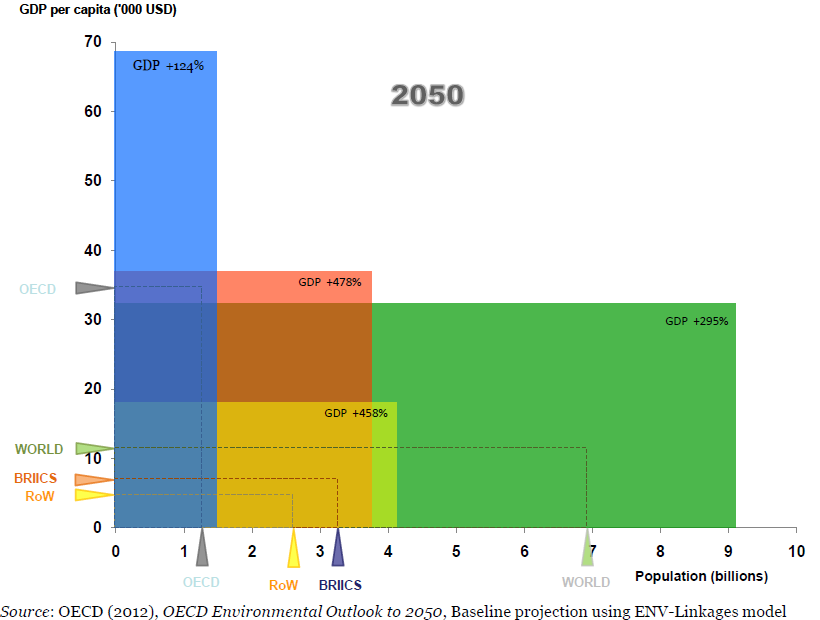 GDP per capita ('000 USD)
70
GDP +124%
2050
60
50
40
GDP +478%
OECD
30
GDP +295%
20
GDP +458%
WORLD
10
BRIICS
RoW
0
0 1 2 3 4 5 6 7 8 9 10
OECD RoW BRIICS WORLD Population (billions)
Source: OECD (2012), OECD Environmental Outlook to 2050, Baseline projection using ENV-Linkages model